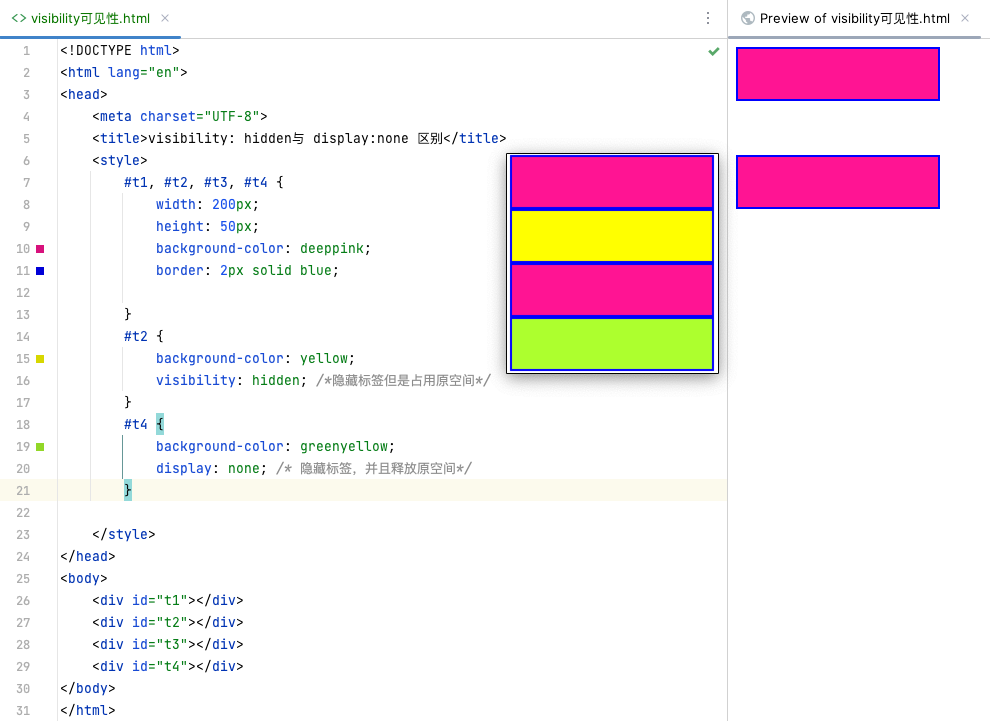 <> visibility可见性.html ×
Preview of visibility可见性.html ×
1 <!DOCTYPE html>
2 <html lang="en">
3 <head>
4 <meta charset="UTF-8">
5 <title>visibility: hidden与 display:none 区别</title>
6 <style>
7 #t1, #t2, #t3, #t4 {
8 width: 200px;
9 height: 50px;
10 background-color: deeppink;
11 border: 2px solid blue;
12
13 }
14 #t2 {
15 background-color: yellow;
16 visibility: hidden; /*隐藏标签但是占用原空间*/
17 }
18 #t4 {
19 background-color: greenyellow;
20 display: none; /* 隐藏标签，并且释放原空间*/
21 }
22
23 </style>
24 </head>
25 <body>
26 <div id="t1"></div>
27 <div id="t2"></div>
28 <div id="t3"></div>
29 <div id="t4"></div>
30 </body>
31 </html>